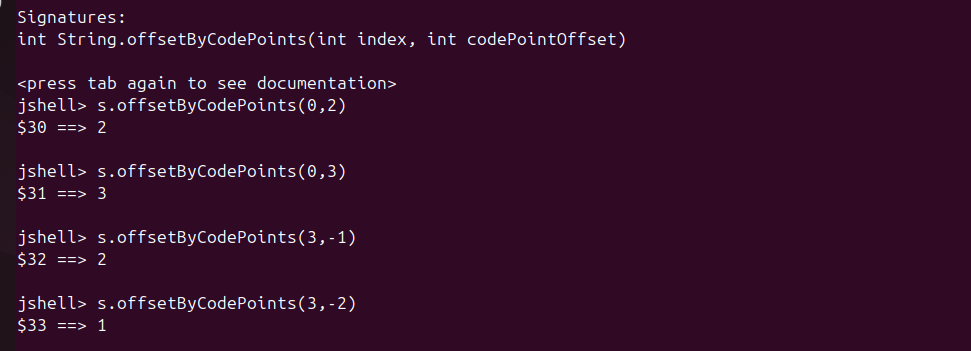 Signatures:
int String.offsetByCodePoints(int index, int codePointOffset)
<press tab again to see documentation>
jshell> s.offsetByCodePoints(0,2)
$30 ==> 2
jshell> s.offsetByCodePoints(0,3)
$31 ==> 3
jshell> s.offsetByCodePoints(3,-1)
$32 ==> 2
jshell> s.offsetByCodePoints(3,-2)
$33 ==> 1